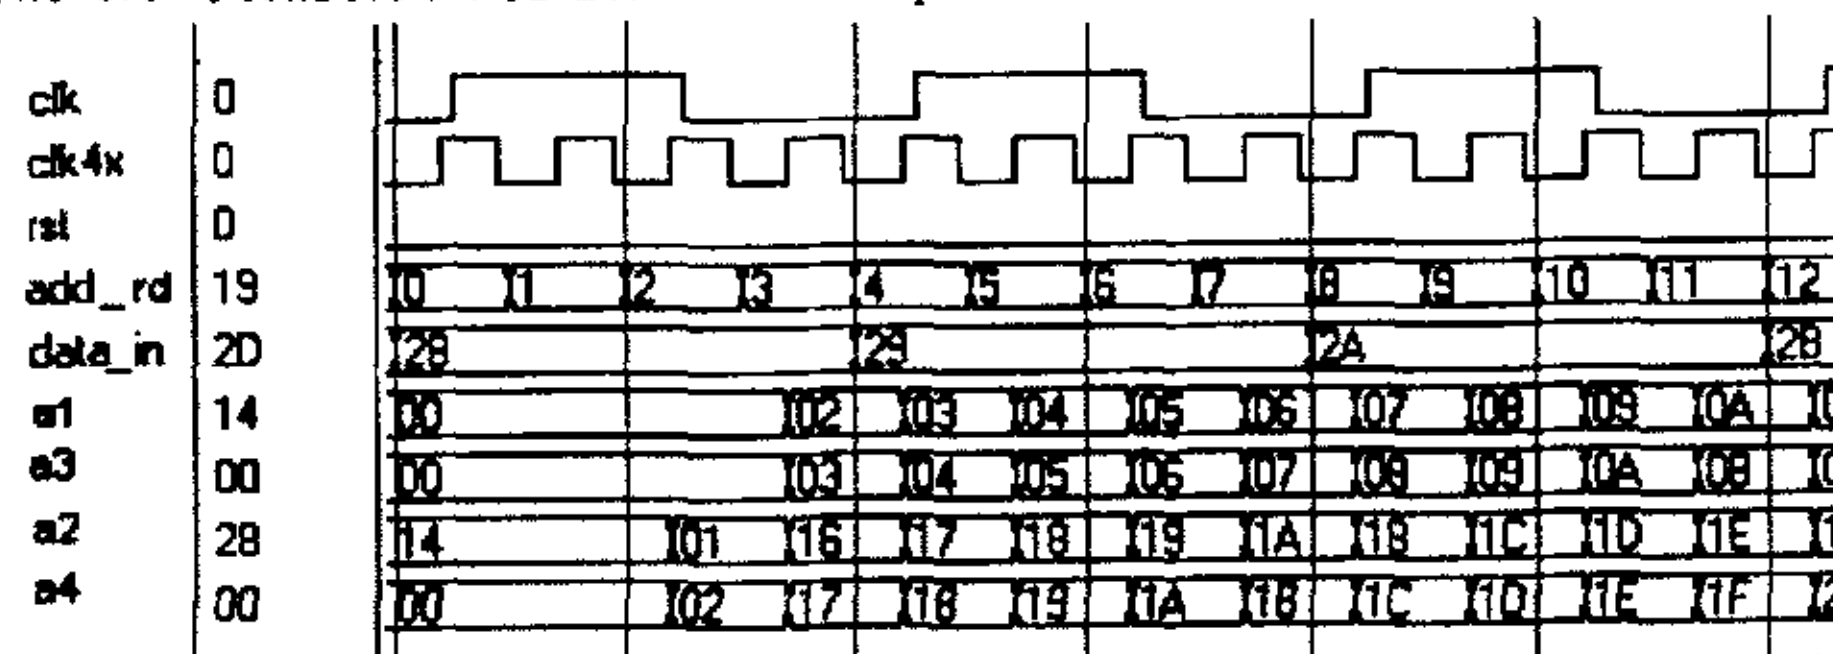 clk 0
clk4x 0
rst 0
add_rd 19 0 1 2 3 4 5 6 7 8 9 10 11 12
data_in 2D 28 29 2A 2B
a1 14 00 02 03 04 05 06 07 08 09 0A
a3 00 00 03 04 05 06 07 08 09 0A 0B
a2 28 14 01 16 17 18 19 1A 1B 1C 1D 1E
a4 00 00 02 17 18 19 1A 1B 1C 1D 1E 1F